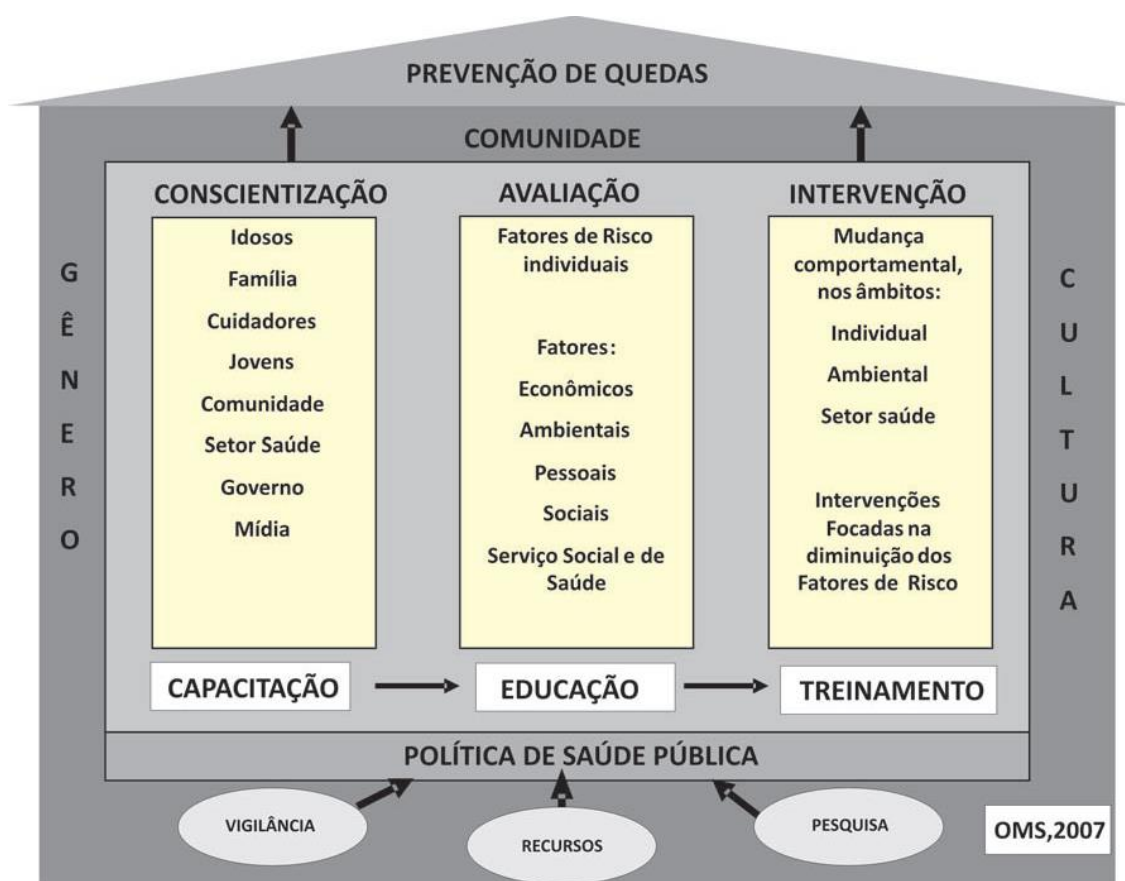 PREVENÇÃO DE QUEDAS
COMUNIDADE
GÊNERO
CONSCIENTIZAÇÃO
Idosos
Família
Cuidadores
Jovens
Comunidade
Setor Saúde
Governo
Mídia
AVALIAÇÃO
Fatores de Risco
individuais
Fatores:
Econômicos
Ambientais
Pessoais
Sociais
Serviço Social e de
Saúde
INTERVENÇÃO
Mudança
comportamental,
nos âmbitos:
Individual
Ambiental
Setor saúde
Intervenções
Focadas na
diminuição dos
Fatores de Risco
CULTURA
CAPACITAÇÃO
EDUCAÇÃO
TREINAMENTO
POLÍTICA DE SAÚDE PÚBLICA
VIGILÂNCIA
RECURSOS
PESQUISA
OMS,2007